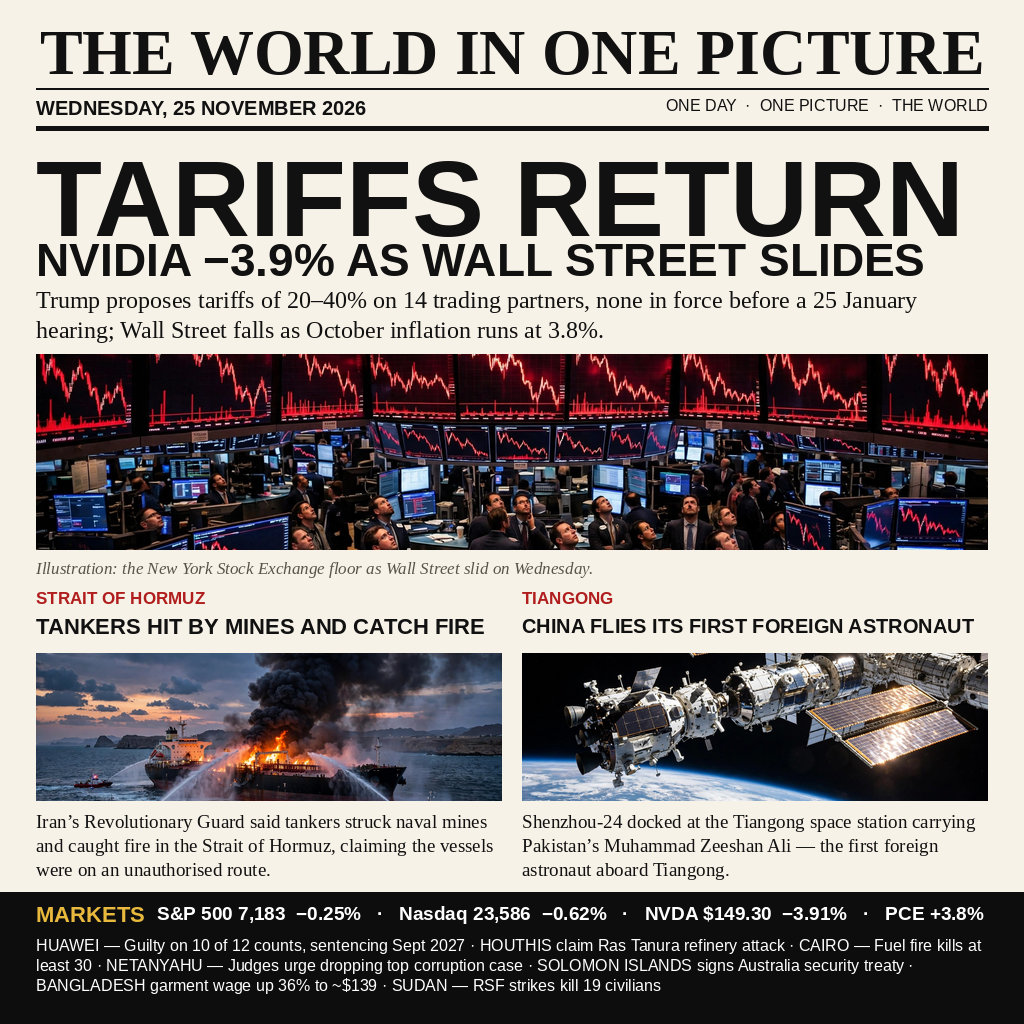 THE WORLD IN ONE PICTURE
WEDNESDAY, 25 NOVEMBER 2026
ONE DAY · ONE PICTURE · THE WORLD
TARIFFS RETURN
NVIDIA −3.9% AS WALL STREET SLIDES
Trump proposes tariffs of 20–40% on 14 trading partners, none in force before a 25 January
hearing; Wall Street falls as October inflation runs at 3.8%.
Illustration: the New York Stock Exchange floor as Wall Street slid on Wednesday.
STRAIT OF HORMUZ
TANKERS HIT BY MINES AND CATCH FIRE
Iran’s Revolutionary Guard said tankers struck naval mines
and caught fire in the Strait of Hormuz, claiming the vessels
were on an unauthorised route.
TIANGONG
CHINA FLIES ITS FIRST FOREIGN ASTRONAUT
Shenzhou-24 docked at the Tiangong space station carrying
Pakistan’s Muhammad Zeeshan Ali — the first foreign
astronaut aboard Tiangong.
MARKETS S&P 500 7,183 −0.25% · Nasdaq 23,586 −0.62% · NVDA $149.30 −3.91% · PCE +3.8%
HUAWEI — Guilty on 10 of 12 counts, sentencing Sept 2027 · HOUTHIS claim Ras Tanura refinery attack · CAIRO — Fuel fire kills at
least 30 · NETANYAHU — Judges urge dropping top corruption case · SOLOMON ISLANDS signs Australia security treaty ·
BANGLADESH garment wage up 36% to ~$139 · SUDAN — RSF strikes kill 19 civilians